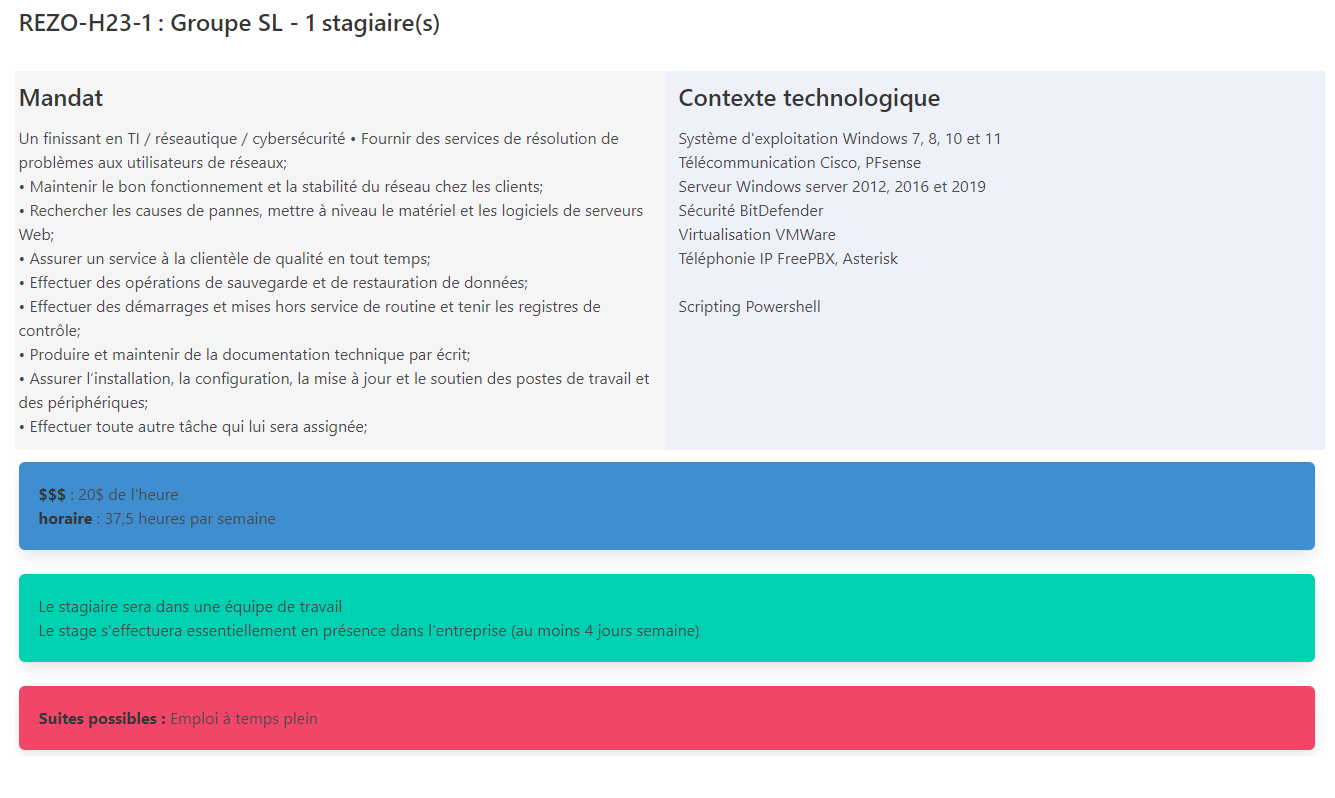 REZO-H23-1 : Groupe SL - 1 stagiaire(s)
Mandat
Un finissant en TI / réseautique / cybersécurité • Fournir des services de résolution de
problèmes aux utilisateurs de réseaux;
• Maintenir le bon fonctionnement et la stabilité du réseau chez les clients;
• Rechercher les causes de pannes, mettre à niveau le matériel et les logiciels de serveurs
Web;
• Assurer un service à la clientèle de qualité en tout temps;
• Effectuer des opérations de sauvegarde et de restauration de données;
• Effectuer des démarrages et mises hors service de routine et tenir les registres de
contrôle;
• Produire et maintenir de la documentation technique par écrit;
• Assurer l’installation, la configuration, la mise à jour et le soutien des postes de travail et
des périphériques;
• Effectuer toute autre tâche qui lui sera assignée;
Contexte technologique
Système d'exploitation Windows 7, 8, 10 et 11
Télécommunication Cisco, PFsense
Serveur Windows server 2012, 2016 et 2019
Sécurité BitDefender
Virtualisation VMWare
Téléphonie IP FreePBX, Asterisk
Scripting Powershell
$$$ : 20$ de l'heure
horaire : 37,5 heures par semaine
Le stagiaire sera dans une équipe de travail
Le stage s'effectuera essentiellement en présence dans l'entreprise (au moins 4 jours semaine)
Suites possibles : Emploi à temps plein